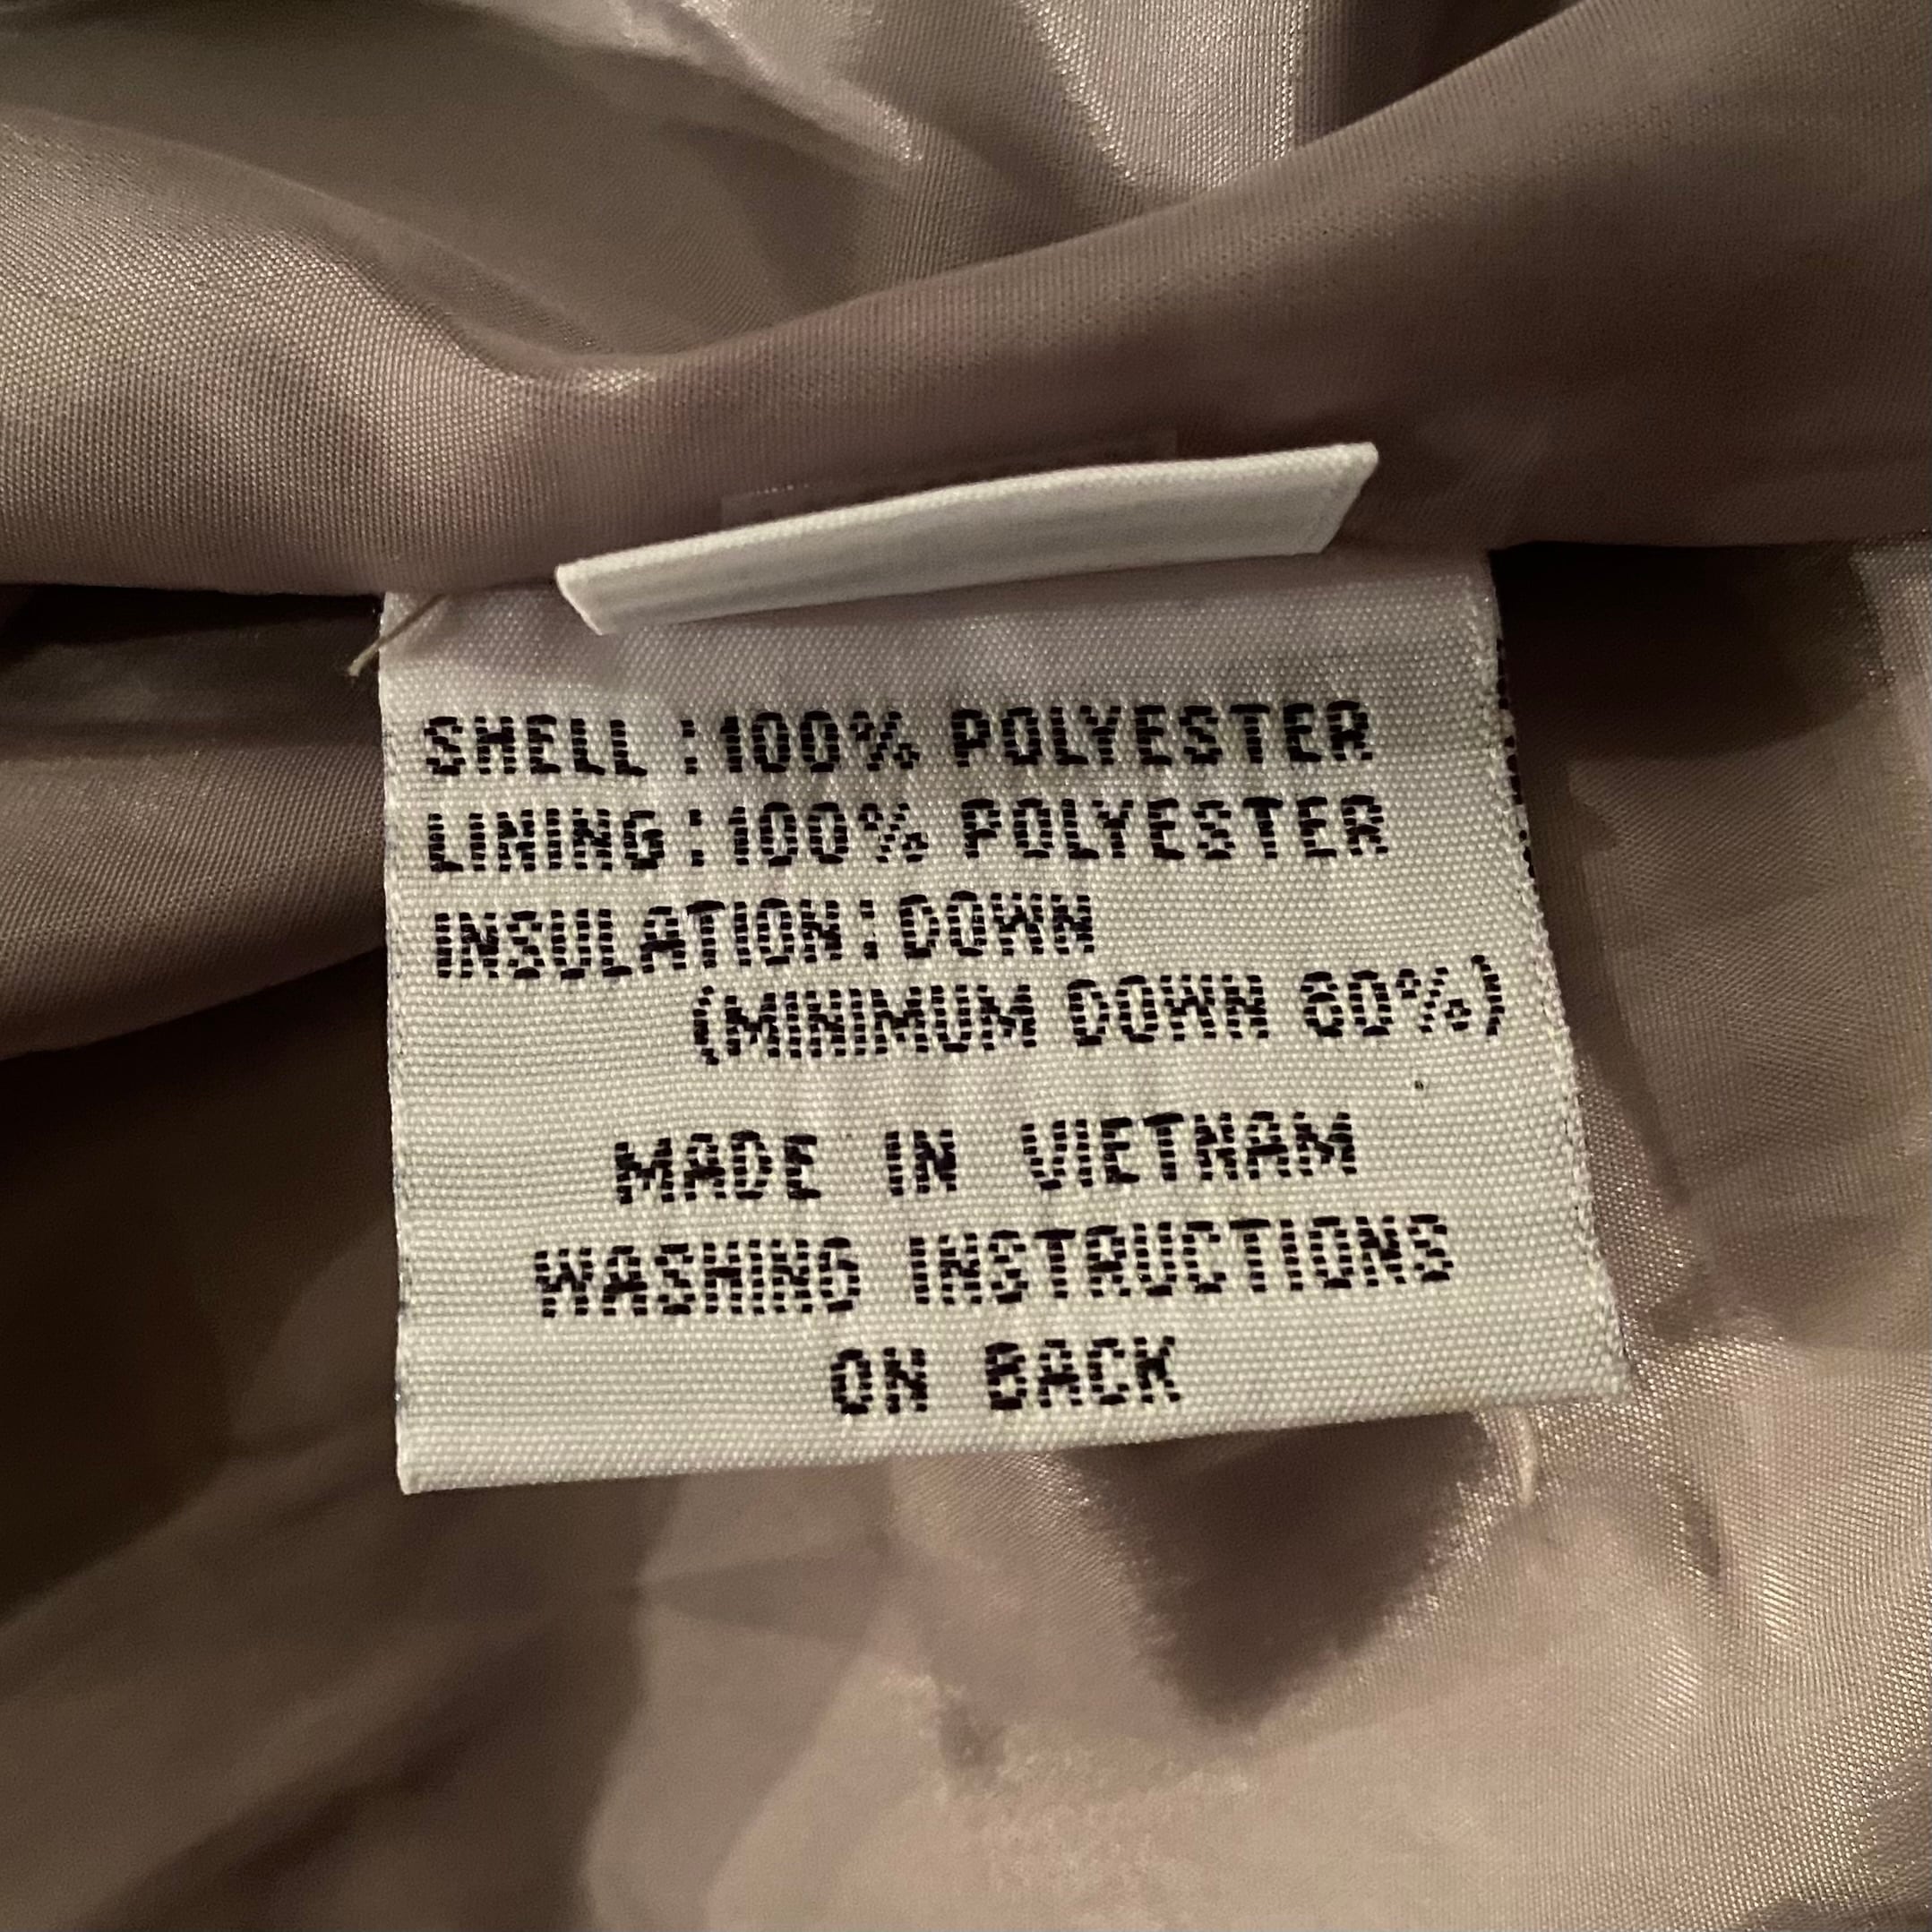 SHELL :100% POLYESTER
LINING:100% POLYESTER
INSULATION:DOWN
(MINIMUM DOWN 60%)
MADE IN VIETNAM
WASHING INSTRUCTIONS
ON BACK